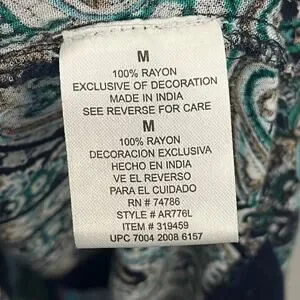 M
100% RAYON
EXCLUSIVE OF DECORATION
MADE IN INDIA
SEE REVERSE FOR CARE
M
100% RAYON
DECORACION EXCLUSIVA
HECHO EN INDIA
VE EL REVERSO
PARA EL CUIDADO
RN # 74786
STYLE # AR776L
ITEM # 319459
UPC 7004 2008 6157